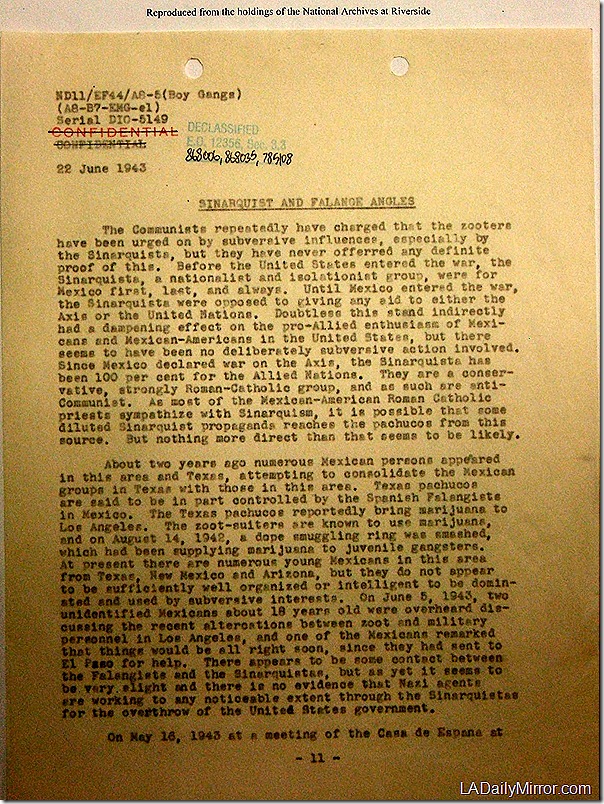 Reproduced from the holdings of the National Archives at Riverside
ND11/EF44/A8-5(Boy Gangs)
(A8-B7-EMG-el)
Serial DIO-5149
CONFIDENTIAL
CONFIDENTIAL
DECLASSIFIED
E.O. 12356, Sec. 3.3
868006, 868035, 785108
22 June 1943
SINARQUIST AND FALANGE ANGLES
The Communists repeatedly have charged that the zooters
have been urged on by subversive influences, especially by
the Sinarquists, but they have never offerred any definite
proof of this. Before the United States entered the war, the
Sinarquists, a nationalist and isolationist group, were for
Mexico first, last, and always. Until Mexico entered the war,
the Sinarquists were opposed to giving any aid to either the
Axis or the United Nations. Doubtless this stand indirectly
had a dampening effect on the pro-Allied enthusiasm of Mexi-
cans and Mexican-Americans in the United States, but there
seems to have been no deliberately subversive action involved.
Since Mexico declared war on the Axis, the Sinarquists has
been 100 per cent for the Allied Nations. They are a conser-
vative, strongly Roman-Catholic group, and as such are anti-
Communist. As most of the Mexican-American Roman Catholic
priests sympathize with Sinarquism, it is possible that some
diluted Sinarquist propaganda reaches the pachucos from this
source. But nothing more direct than that seems to be likely.
About two years ago numerous Mexican persons appeared
in this area and Texas, attempting to consolidate the Mexican
groups in Texas with those in this area. Texas pachucos
are said to be in part controlled by the Spanish Falangists
in Mexico. The Texas pachucos reportedly bring marijuana to
Los Angeles. The zoot-suiters are known to use marijuana,
and on August 14, 1942, a dope smuggling ring was smashed,
which had been supplying marijuana to juvenile gangsters.
At present there are numerous young Mexicans in this area
from Texas, New Mexico and Arizona, but they do not appear
to be sufficiently well organized or intelligent to be domin-
ated and used by subversive interests. On June 5, 1943, two
unidentified Mexicans about 18 years old were overheard dis-
cussing the recent altercations between zoot and military
personnel in Los Angeles, and one of the Mexicans remarked
that things would be all right soon, since they had sent to
El Paso for help. There appears to be some contact between
the Falangists and the Sinarquistas, but as yet it seems to
be very slight and there is no evidence that Nazi agents
are working to any noticeable extent through the Sinarquistas
for the overthrow of the United States government.
On May 16, 1943 at a meeting of the Casa de Espana at
- 11 -
LADailyMirror.com